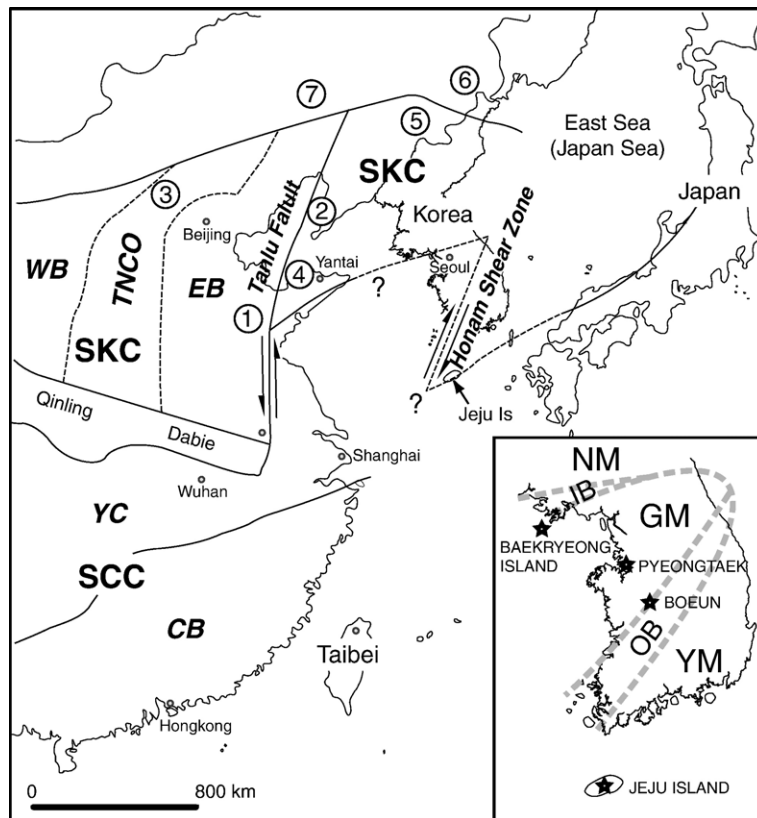 ⑦
⑥
⑤
East Sea
(Japan Sea)
SKC
Japan
③
②
Korea
Beijing
Tanlu Falult
WB
TNCO
EB
④
Yantai
Seoul
?
Honam Shear Zone
①
SKC
Qinling
Dabie
?
Jeju Is
Shanghai
Wuhan
YC
SCC
CB
Taibei
Hongkong
0
800 km
NM
IB
GM
BAEKRYEONG
ISLAND
PYEONGTAEK
BOEUN
OB
YM
JEJU ISLAND